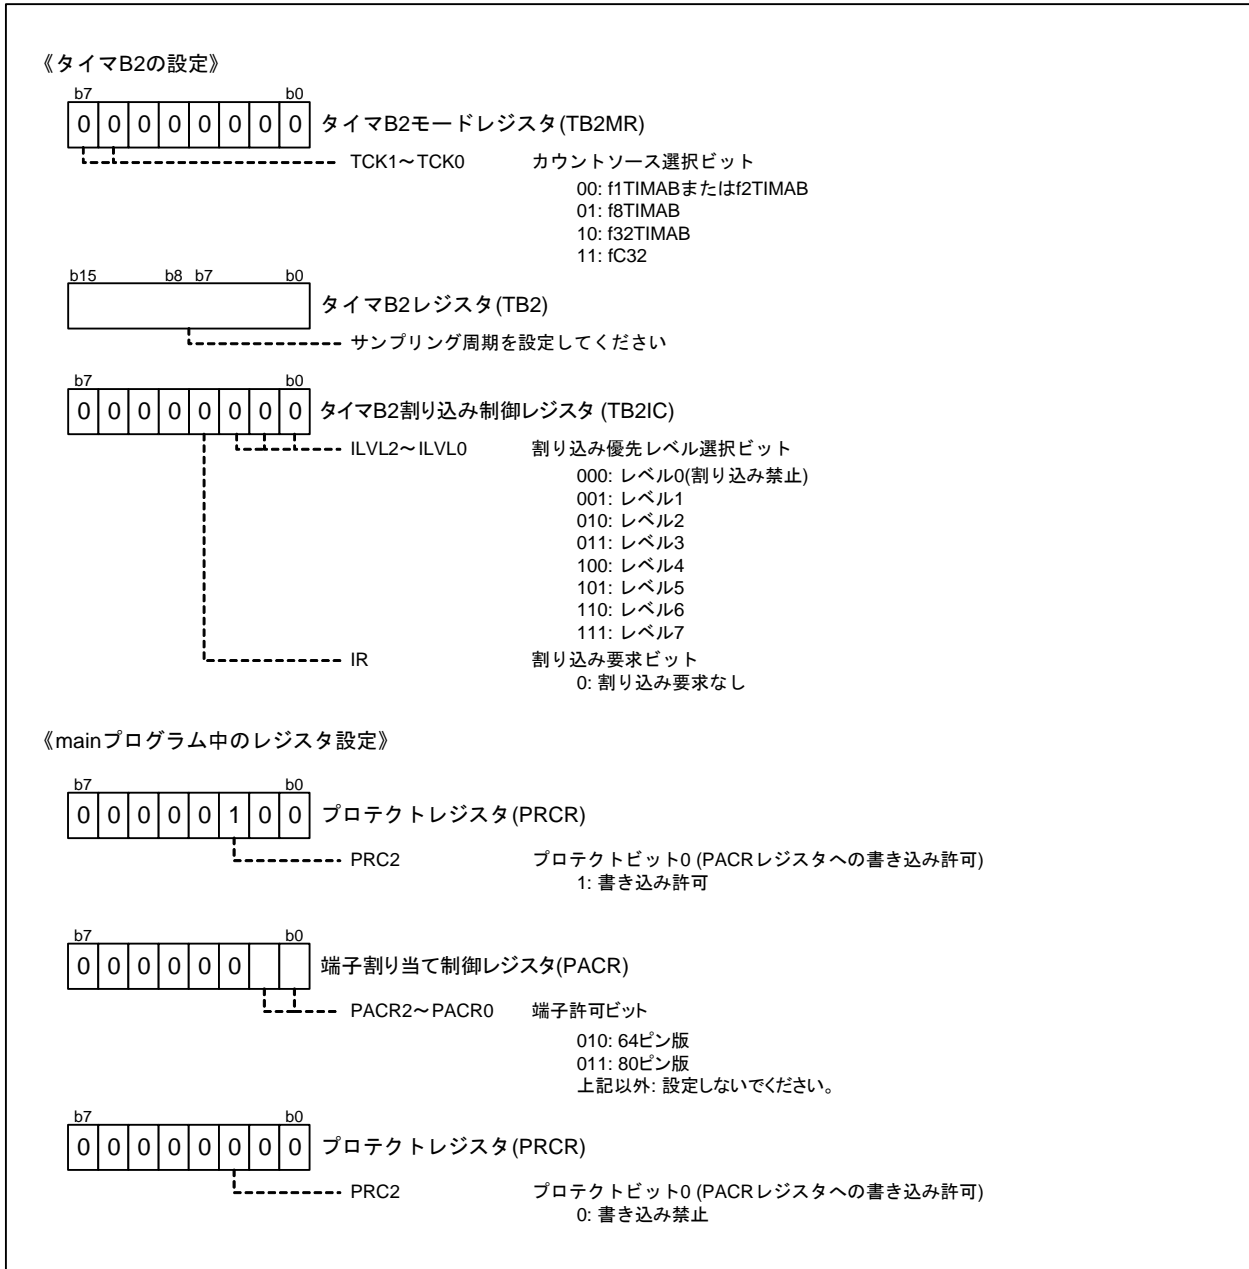 《タイマB2の設定》
b7 b0
0 0 0 0 0 0 0 0 タイマB2モードレジスタ(TB2MR)
TCK1～TCK0 カウントソース選択ビット
00: f1TIMABまたはf2TIMAB
01: f8TIMAB
10: f32TIMAB
11: fC32
b15 b8 b7 b0
タイマB2レジスタ(TB2)
サンプリング周期を設定してください
b7 b0
0 0 0 0 0 0 0 0 タイマB2割り込み制御レジスタ (TB2IC)
ILVL2～ILVL0 割り込み優先レベル選択ビット
000: レベル0(割り込み禁止)
001: レベル1
010: レベル2
011: レベル3
100: レベル4
101: レベル5
110: レベル6
111: レベル7
IR 割り込み要求ビット
0: 割り込み要求なし
《mainプログラム中のレジスタ設定》
b7 b0
0 0 0 0 0 1 0 0 プロテクトレジスタ(PRCR)
PRC2 プロテクトビット0 (PACRレジスタへの書き込み許可)
1: 書き込み許可
b7 b0
0 0 0 0 0 0 端子割り当て制御レジスタ(PACR)
PACR2～PACR0 端子許可ビット
010: 64ピン版
011: 80ピン版
上記以外: 設定しないでください。
b7 b0
0 0 0 0 0 0 0 0 プロテクトレジスタ(PRCR)
PRC2 プロテクトビット0 (PACRレジスタへの書き込み許可)
0: 書き込み禁止